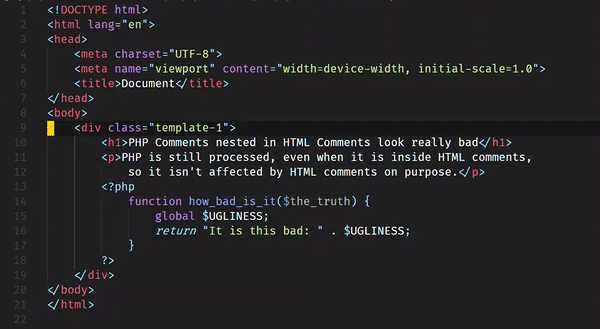 1 <!DOCTYPE html>
2 <html lang="en">
3 <head>
4     <meta charset="UTF-8">
5     <meta name="viewport" content="width=device-width, initial-scale=1.0">
6     <title>Document</title>
7 </head>
8 <body>
9     <div class="template-1">
10         <h1>PHP Comments nested in HTML Comments look really bad</h1>
11         <p>PHP is still processed, even when it is inside HTML comments,
12             so it isn't affected by HTML comments on purpose.</p>
13         <?php
14             function how_bad_is_it($the_truth) {
15             global $UGLINESS;
16             return "It is this bad: " . $UGLINESS;
17             }
18         ?>
19     </div>
20 </body>
21 </html>
22